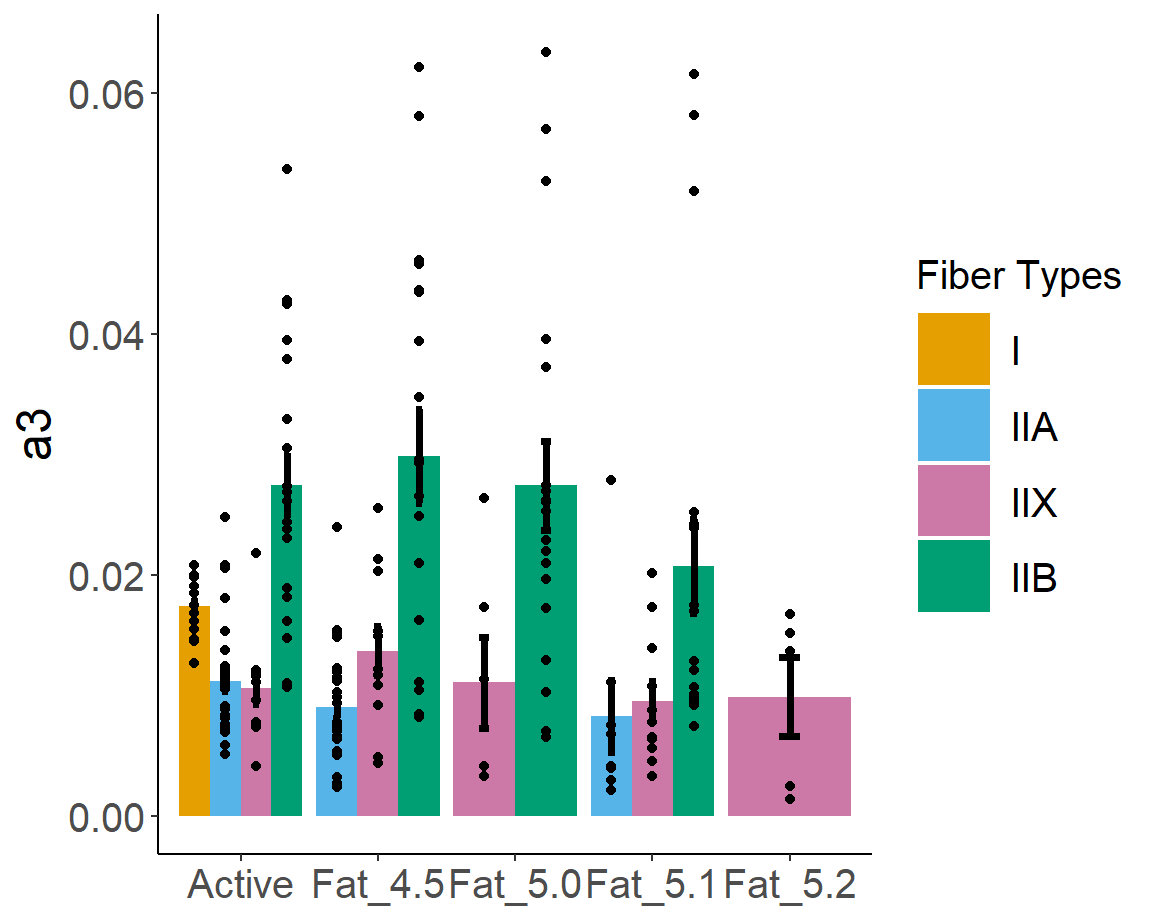 0.06
0.04
0.02
0.00
a3
Active Fat_4.5 Fat_5.0 Fat_5.1 Fat_5.2
Fiber Types
I
IIA
IIX
IIB